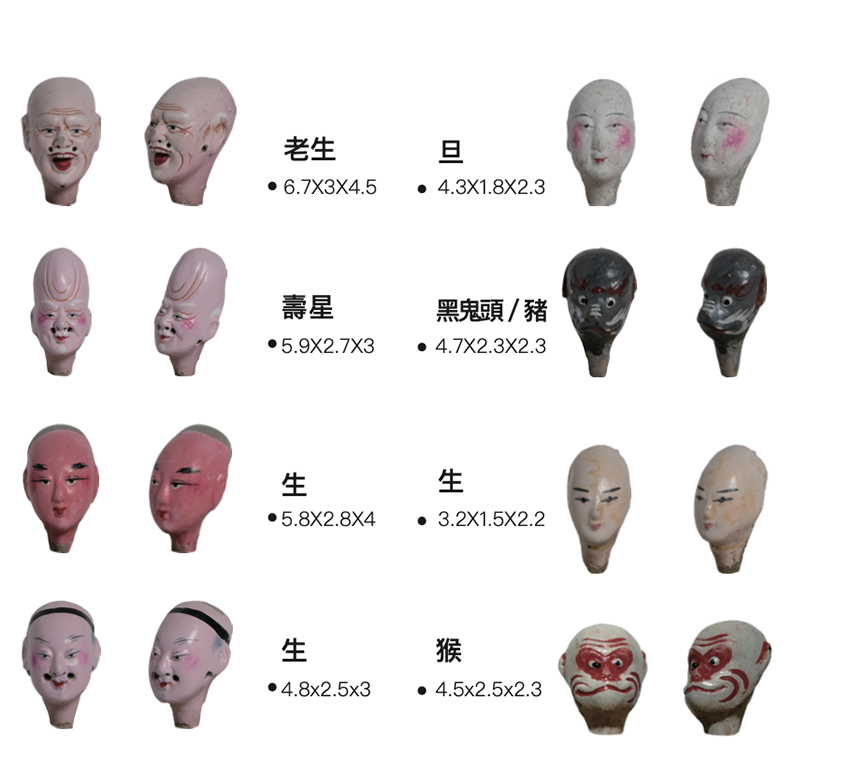 老生
● 6.7X3X4.5
旦
● 4.3X1.8X2.3
壽星
● 5.9X2.7X3
黑鬼頭 / 豬
● 4.7X2.3X2.3
生
● 5.8X2.8X4
生
● 3.2X1.5X2.2
生
● 4.8x2.5x3
猴
● 4.5x2.5x2.3